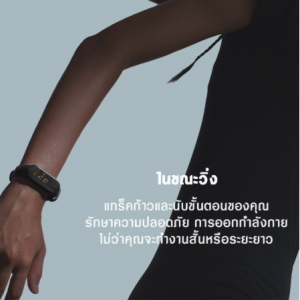 ในขณะวิ่ง
แทร็คก้าวและนับขั้นตอนของคุณ
รักษาความปลอดภัย การออกกำลังกาย
ไม่ว่าคุณจะทำงานสั้นหรือระยะยาว